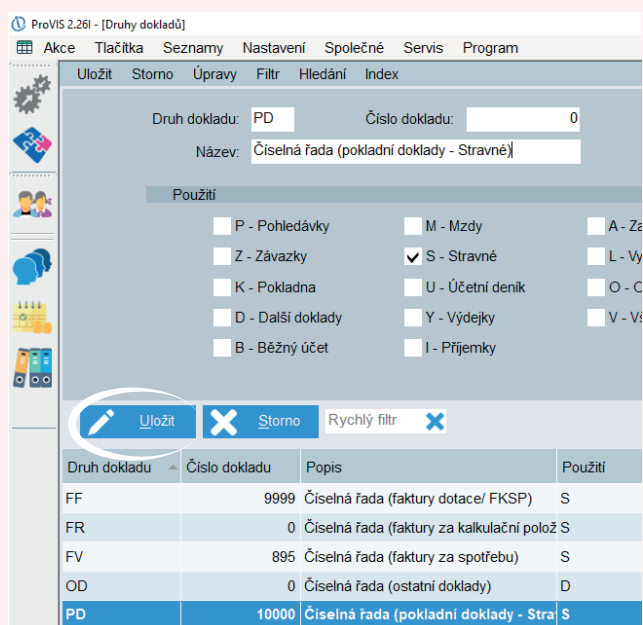 ProVIS 2.26l - [Druhy dokladů]
Akce Tlačítka Seznamy Nastavení Společné Servis Program
Uložit Storno Úpravy Filtr Hledání Index
Druh dokladu: PD Číslo dokladu: 0
Název: Číselná řada (pokladní doklady - Stravné)
Použití
P - Pohledávky M - Mzdy A - Za
Z - Závazky S - Stravné L - Vy
K - Pokladna U - Účetní deník O - O
D - Další doklady Y - Výdejky V - Vš
B - Běžný účet I - Příjemky
Uložit Storno Rychlý filtr
Druh dokladu Číslo dokladu Popis Použití
FF 9999 Číselná řada (faktury dotace/ FKSP) S
FR 0 Číselná řada (faktury za kalkulační polož S
FV 895 Číselná řada (faktury za spotřebu) S
OD 0 Číselná řada (ostatní doklady) D
PD 10000 Číselná řada (pokladní doklady - Strav S